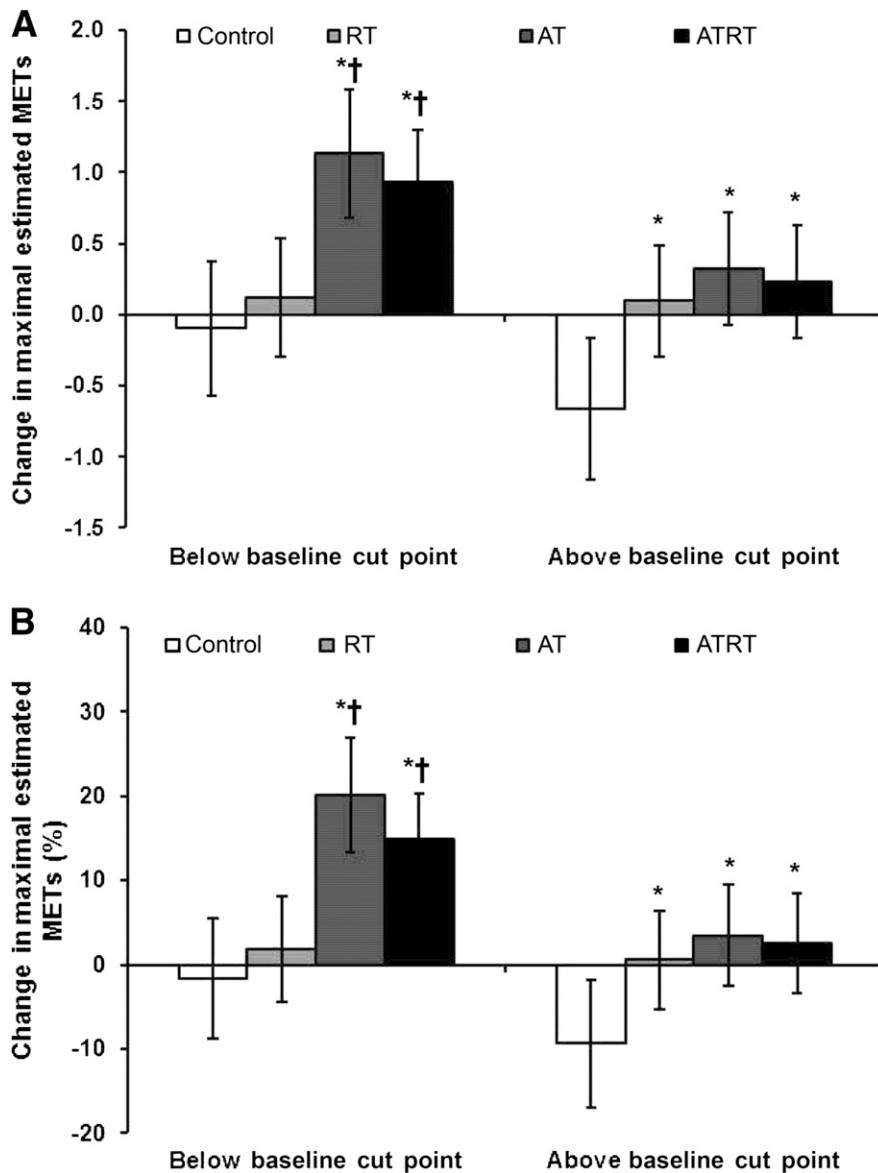 A
Control RT AT ATRT
Change in maximal estimated METs
2.0
1.5
1.0
0.5
0.0
-0.5
-1.0
-1.5
*†
*†
*
*
*
Below baseline cut point Above baseline cut point
B
Control RT AT ATRT
Change in maximal estimated
METs (%)
40
30
20
10
0
-10
-20
*†
*†
*
*
*
Below baseline cut point Above baseline cut point